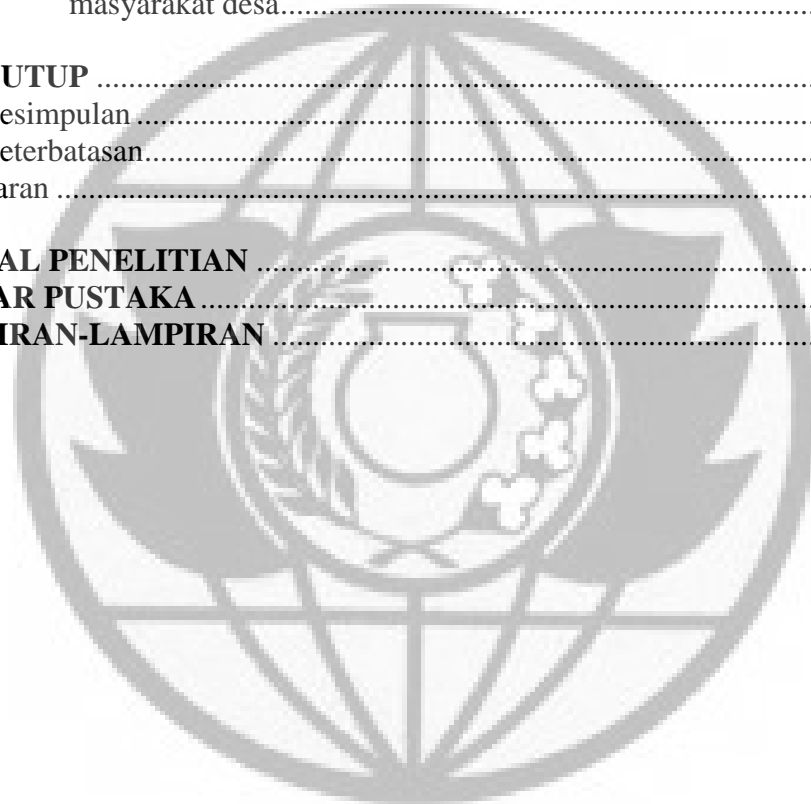 masyarakat desa..............................................................................
UTUP ..........................................................................................................
esimpulan .....................................................................................................
eterbatasan....................................................................................................
aran ..............................................................................................................
AL PENELITIAN ........................................................................................
AR PUSTAKA ..............................................................................................
IRAN-LAMPIRAN .....................................................................................